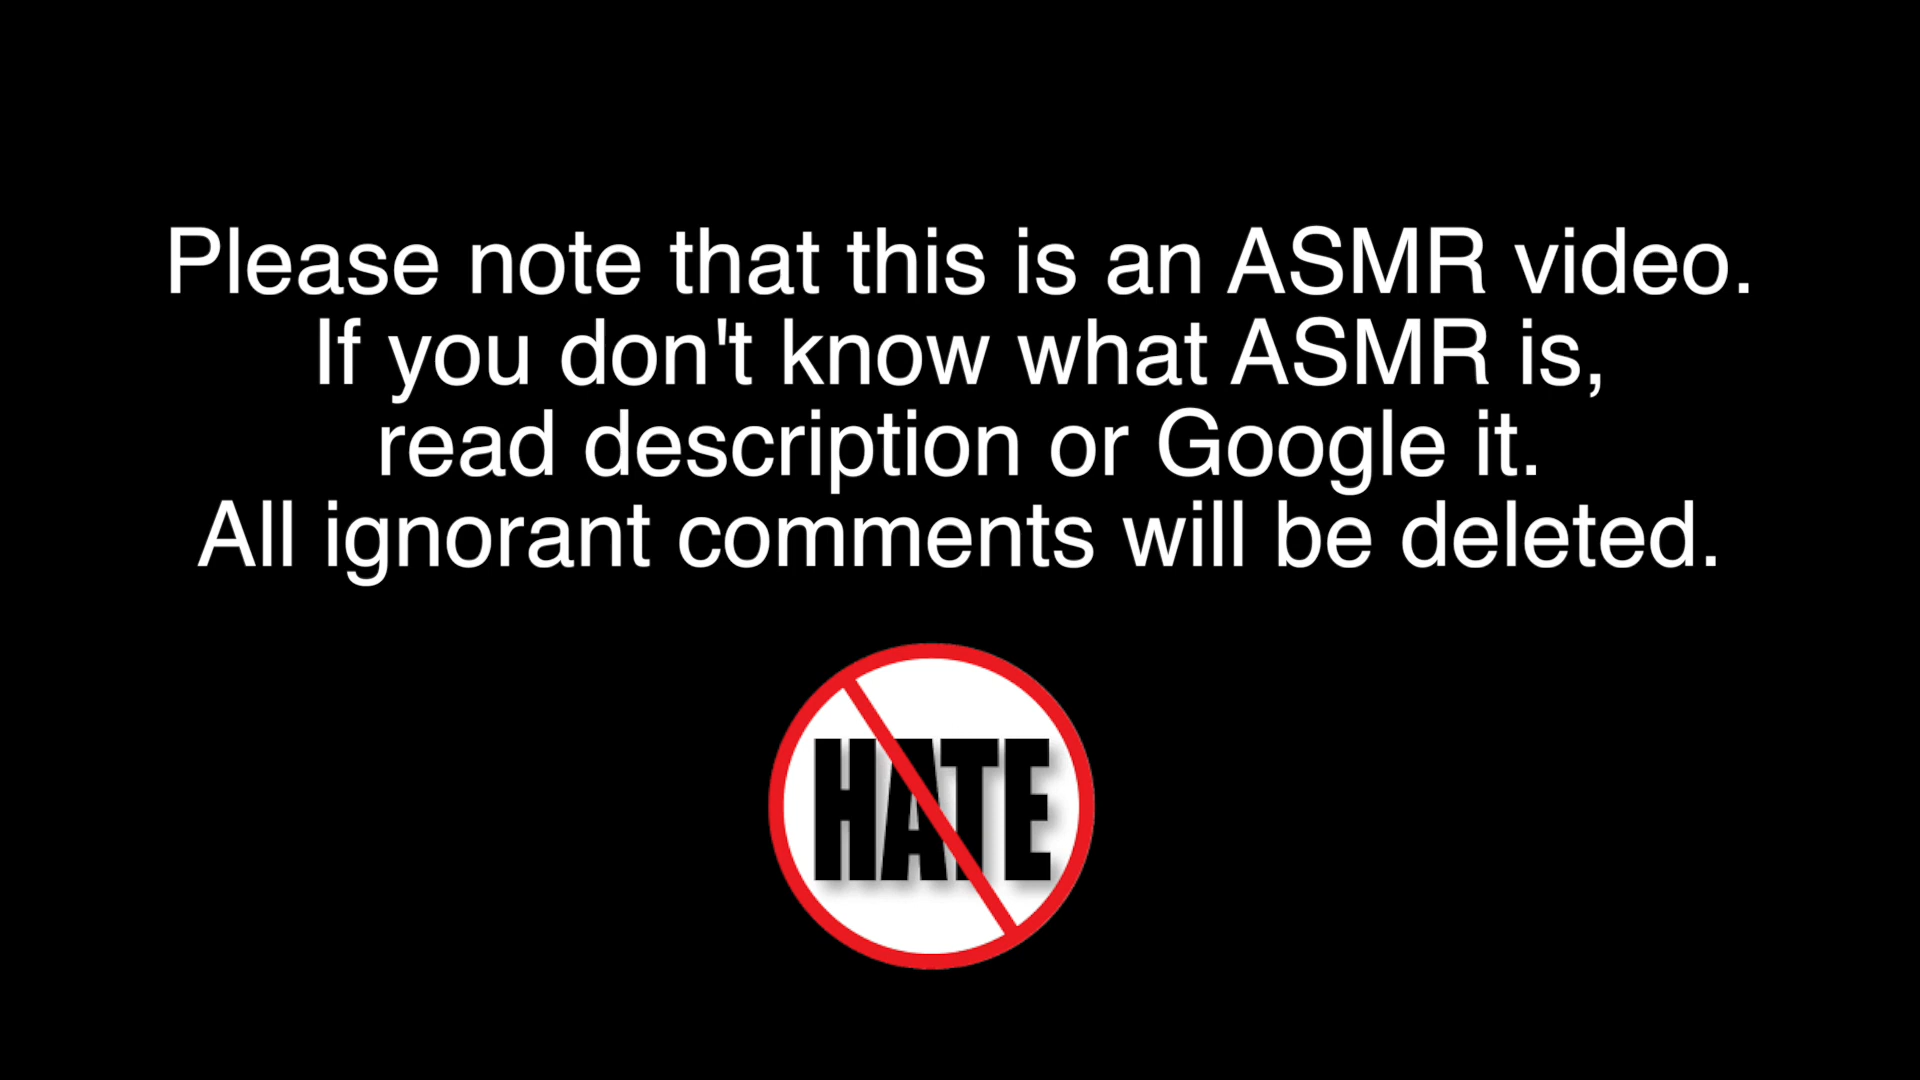 Please note that this is an ASMR video.
If you don't know what ASMR is,
read description or Google it.
All ignorant comments will be deleted.
HATE